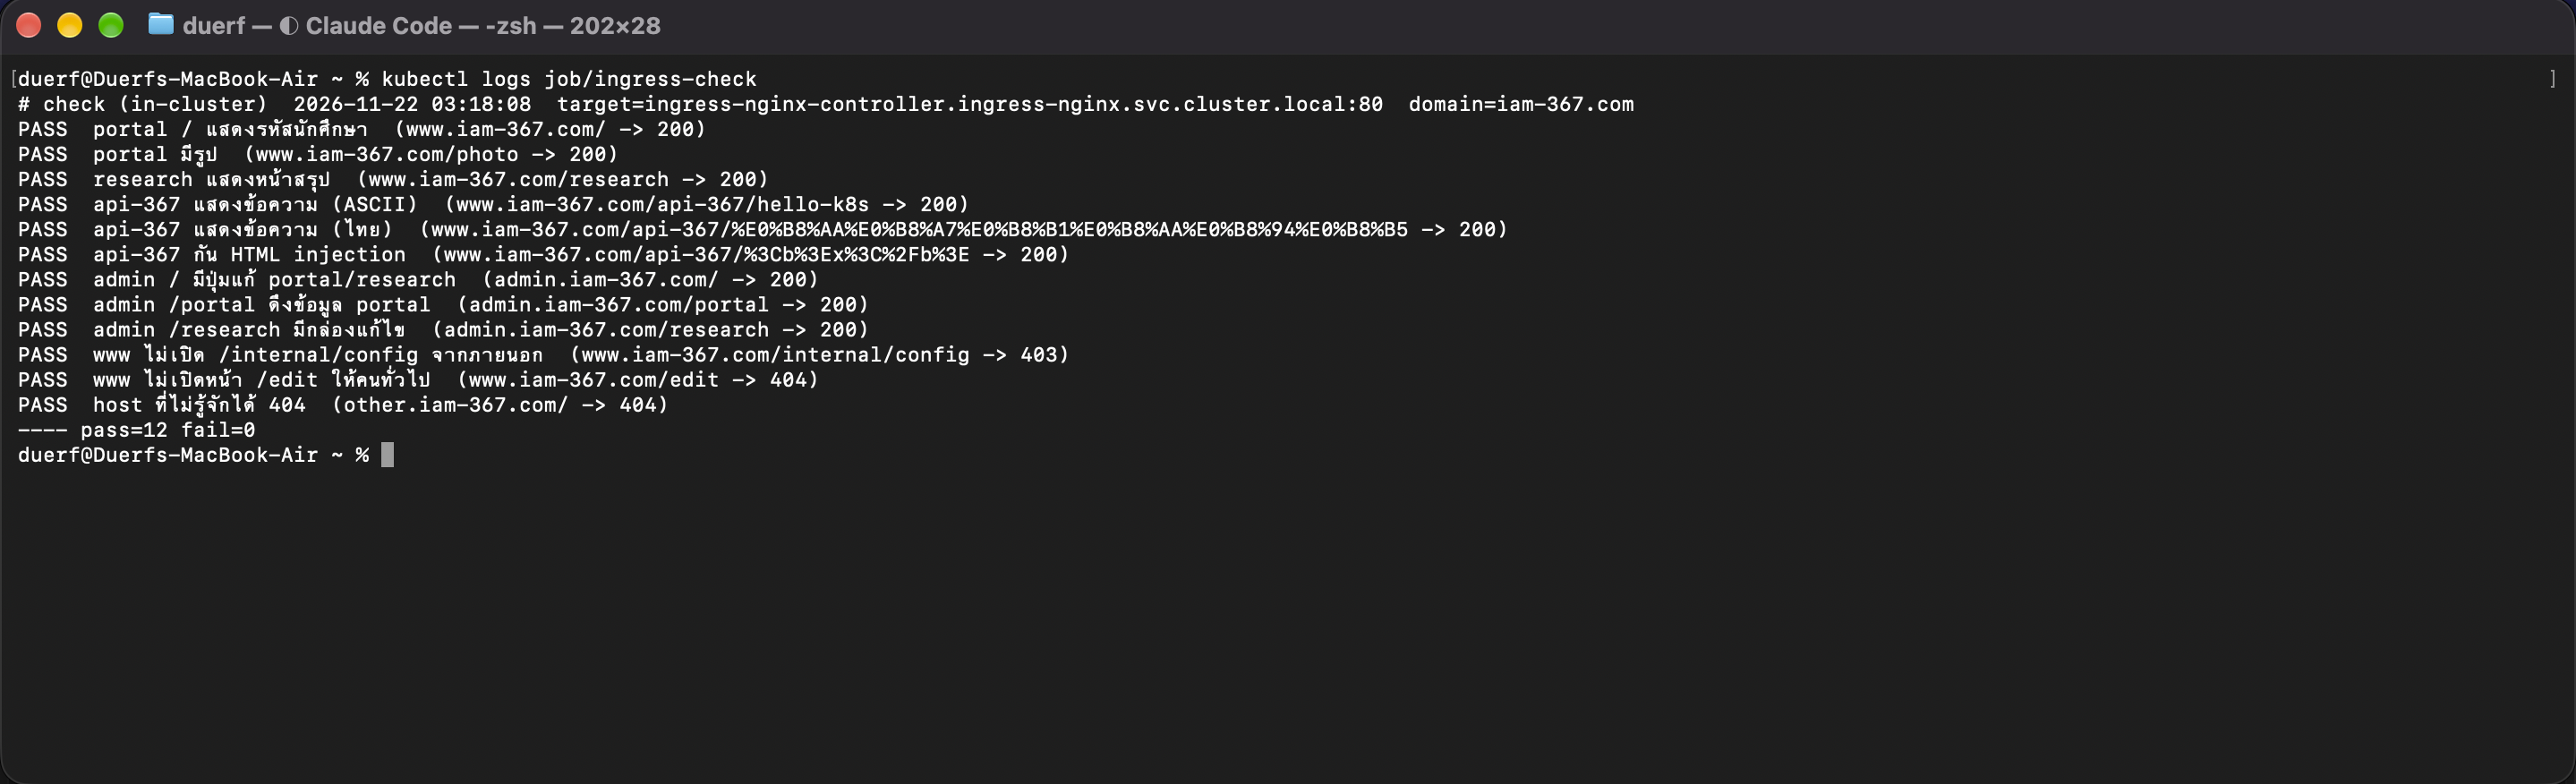 duerf — ◐ Claude Code — -zsh — 202×28
[duerf@Duerfs-MacBook-Air ~ % kubectl logs job/ingress-check ]
# check (in-cluster)  2026-11-22 03:18:08  target=ingress-nginx-controller.ingress-nginx.svc.cluster.local:80  domain=iam-367.com
PASS  portal / แสดงรหัสนักศึกษา  (www.iam-367.com/ -> 200)
PASS  portal มีรูป  (www.iam-367.com/photo -> 200)
PASS  research แสดงหน้าสรุป  (www.iam-367.com/research -> 200)
PASS  api-367 แสดงข้อความ (ASCII)  (www.iam-367.com/api-367/hello-k8s -> 200)
PASS  api-367 แสดงข้อความ (ไทย)  (www.iam-367.com/api-367/%E0%B8%AA%E0%B8%A7%E0%B8%B1%E0%B8%AA%E0%B8%94%E0%B8%B5 -> 200)
PASS  api-367 กัน HTML injection  (www.iam-367.com/api-367/%3Cb%3Ex%3C%2Fb%3E -> 200)
PASS  admin / มีปุ่มแก้ portal/research  (admin.iam-367.com/ -> 200)
PASS  admin /portal ดึงข้อมูล portal  (admin.iam-367.com/portal -> 200)
PASS  admin /research มีกล่องแก้ไข  (admin.iam-367.com/research -> 200)
PASS  www ไม่เปิด /internal/config จากภายนอก  (www.iam-367.com/internal/config -> 403)
PASS  www ไม่เปิดหน้า /edit ให้คนทั่วไป  (www.iam-367.com/edit -> 404)
PASS  host ที่ไม่รู้จักได้ 404  (other.iam-367.com/ -> 404)
---- pass=12 fail=0
duerf@Duerfs-MacBook-Air ~ %